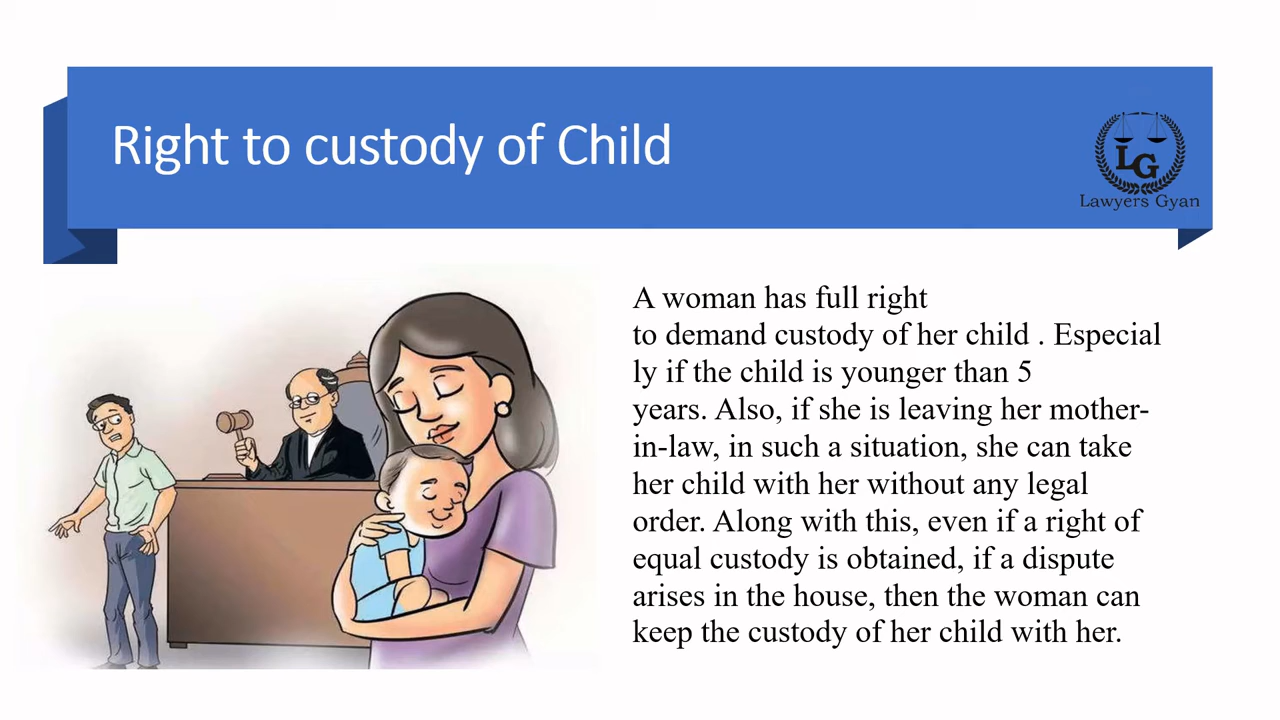 Right to custody of Child
LG
Lawyers Gyan
A woman has full right
to demand custody of her child . Especial
ly if the child is younger than 5
years. Also, if she is leaving her mother-
in-law, in such a situation, she can take
her child with her without any legal
order. Along with this, even if a right of
equal custody is obtained, if a dispute
arises in the house, then the woman can
keep the custody of her child with her.